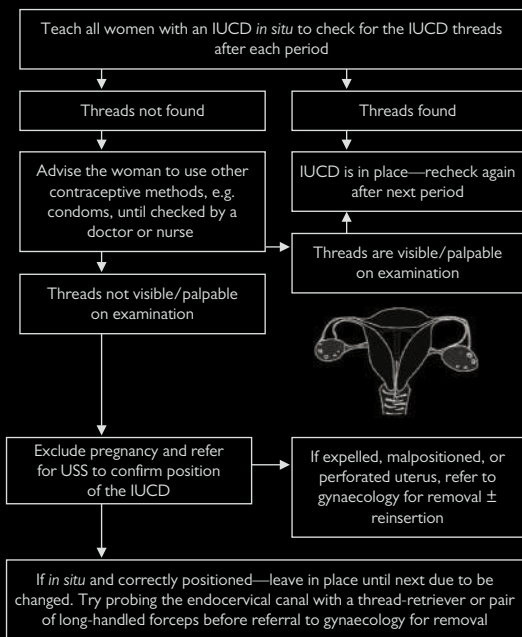 Teach all women with an IUCD in situ to check for the IUCD threads
after each period
Threads not found
Threads found
Advise the woman to use other
contraceptive methods, e.g.
condoms, until checked by a
doctor or nurse
IUCD is in place—recheck again
after next period
Threads are visible/palpable
on examination
Threads not visible/palpable
on examination
Exclude pregnancy and refer
for USS to confirm position
of the IUCD
If expelled, malpositioned, or
perforated uterus, refer to
gynaecology for removal ±
reinsertion
If in situ and correctly positioned—leave in place until next due to be
changed. Try probing the endocervical canal with a thread-retriever or pair
of long-handled forceps before referral to gynaecology for removal